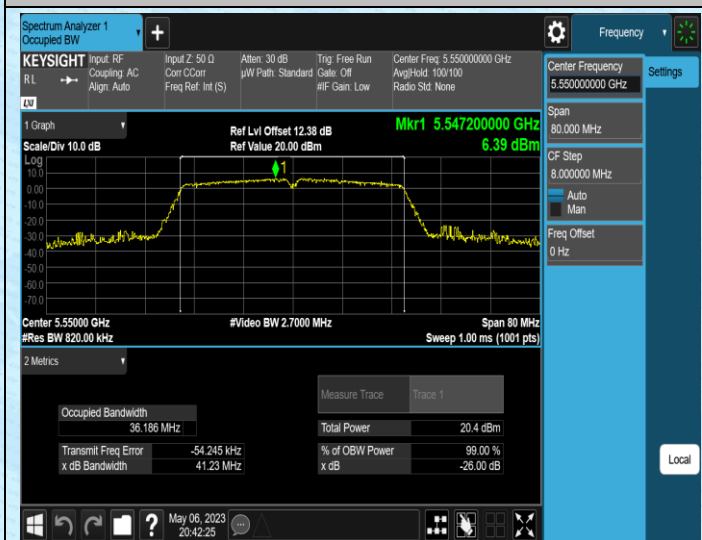 Spectrum Analyzer 1
Occupied BW
Frequency
KEYSIGHT
RL
LXI
Input: RF
Coupling: AC
Align: Auto
Input Z: 50 Ω
Corr CCorr
Freq Ref: Int (S)
Atten: 30 dB
µW Path: Standard
Trig: Free Run
Gate: Off
#IF Gain: Low
Center Freq: 5.550000000 GHz
Avg|Hold: 100/100
Radio Std: None
Center Frequency
5.550000000 GHz
Settings
Span
80.000 MHz
CF Step
8.000000 MHz
Auto
Man
Freq Offset
0 Hz
1 Graph
Scale/Div 10.0 dB
Ref Lvl Offset 12.38 dB
Ref Value 20.00 dBm
Mkr1 5.547200000 GHz
6.39 dBm
Log
10.0
0.00
-10.0
-20.0
-30.0
-40.0
-50.0
-60.0
-70.0
1
Center 5.55000 GHz
#Res BW 820.00 kHz
#Video BW 2.7000 MHz
Span 80 MHz
Sweep 1.00 ms (1001 pts)
2 Metrics
Measure Trace
Trace 1
Occupied Bandwidth
36.186 MHz
Total Power
20.4 dBm
Transmit Freq Error
-54.245 kHz
% of OBW Power
99.00 %
x dB Bandwidth
41.23 MHz
x dB
-26.00 dB
Local
?
May 06, 2023
20:42:25